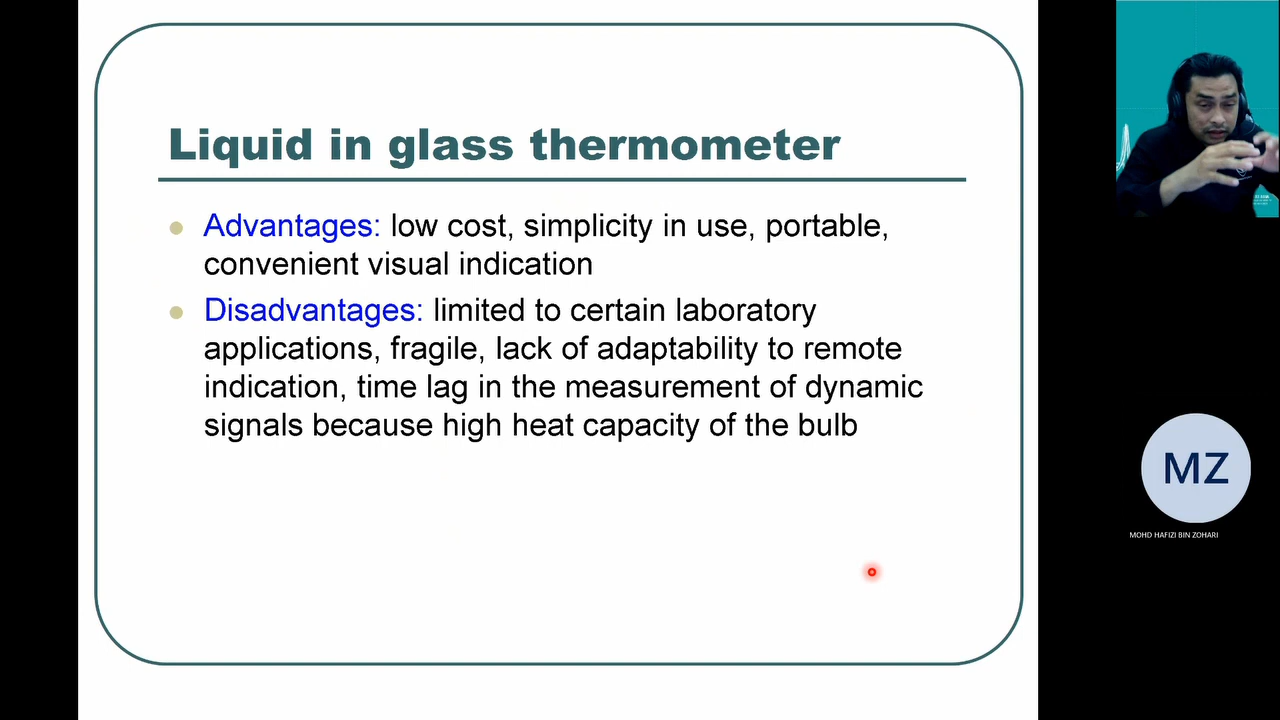 Liquid in glass thermometer
Advantages: low cost, simplicity in use, portable,
convenient visual indication
Disadvantages: limited to certain laboratory
applications, fragile, lack of adaptability to remote
indication, time lag in the measurement of dynamic
signals because high heat capacity of the bulb
MZ
MOHD HAFIZI BIN ZOHARI